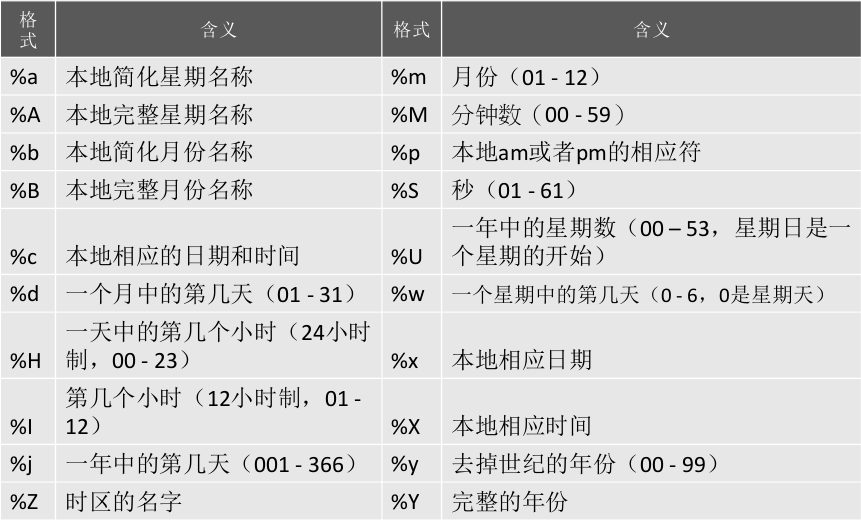 格式 含义 格式 含义
%a 本地简化星期名称 %m 月份（01 - 12）
%A 本地完整星期名称 %M 分钟数（00 - 59）
%b 本地简化月份名称 %p 本地am或者pm的相应符
%B 本地完整月份名称 %S 秒（01 - 61）
%c 本地相应的日期和时间 %U 一年中的星期数（00 – 53，星期日是一
个星期的开始）
%d 一个月中的第几天（01 - 31） %w 一个星期中的第几天（0 - 6，0是星期天）
%H 一天中的第几个小时（24小时
制，00 - 23） %x 本地相应日期
%I 第几个小时（12小时制，01 -
12） %X 本地相应时间
%j 一年中的第几天（001 - 366） %y 去掉世纪的年份（00 - 99）
%Z 时区的名字 %Y 完整的年份